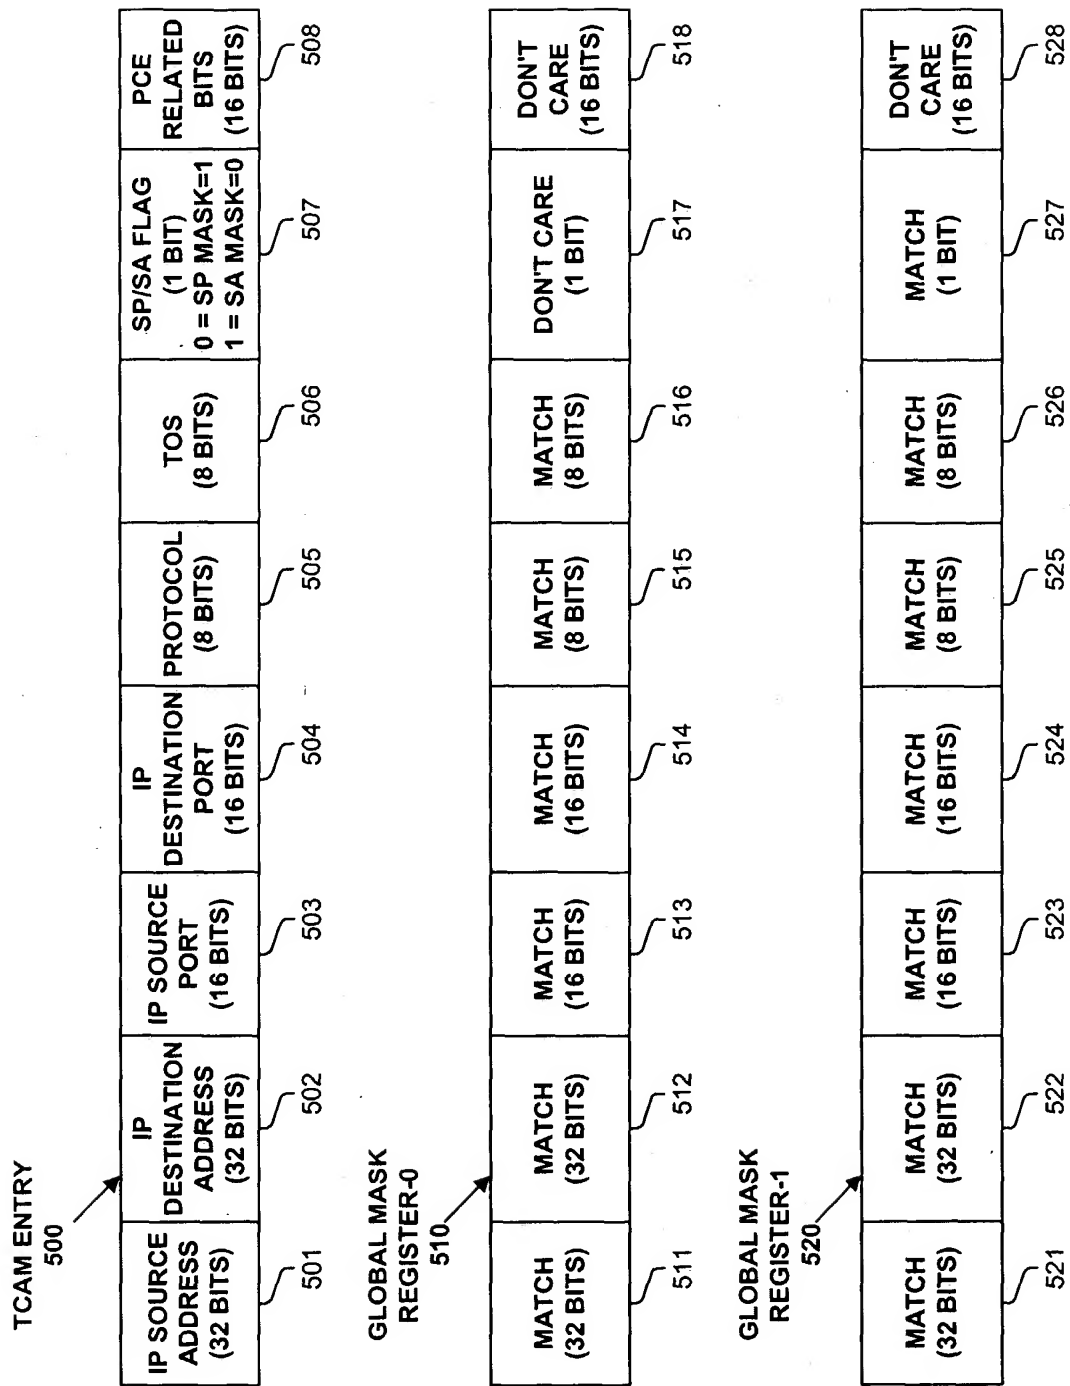 TCAM ENTRY
500
IP SOURCE
ADDRESS
(32 BITS)
IP
DESTINATION
ADDRESS
(32 BITS)
IP SOURCE
PORT
(16 BITS)
IP
DESTINATION
PORT
(16 BITS)
PROTOCOL
(8 BITS)
TOS
(8 BITS)
SP/SA FLAG
(1 BIT)
0 = SP MASK=1
1 = SA MASK=0
PCE
RELATED
BITS
(16 BITS)
501
502
503
504
505
506
507
508
GLOBAL MASK
REGISTER-0
510
MATCH
(32 BITS)
MATCH
(32 BITS)
MATCH
(16 BITS)
MATCH
(16 BITS)
MATCH
(8 BITS)
MATCH
(8 BITS)
DON'T CARE
(1 BIT)
DON'T
CARE
(16 BITS)
511
512
513
514
515
516
517
518
GLOBAL MASK
REGISTER-1
520
MATCH
(32 BITS)
MATCH
(32 BITS)
MATCH
(16 BITS)
MATCH
(16 BITS)
MATCH
(8 BITS)
MATCH
(8 BITS)
MATCH
(1 BIT)
DON'T
CARE
(16 BITS)
521
522
523
524
525
526
527
528